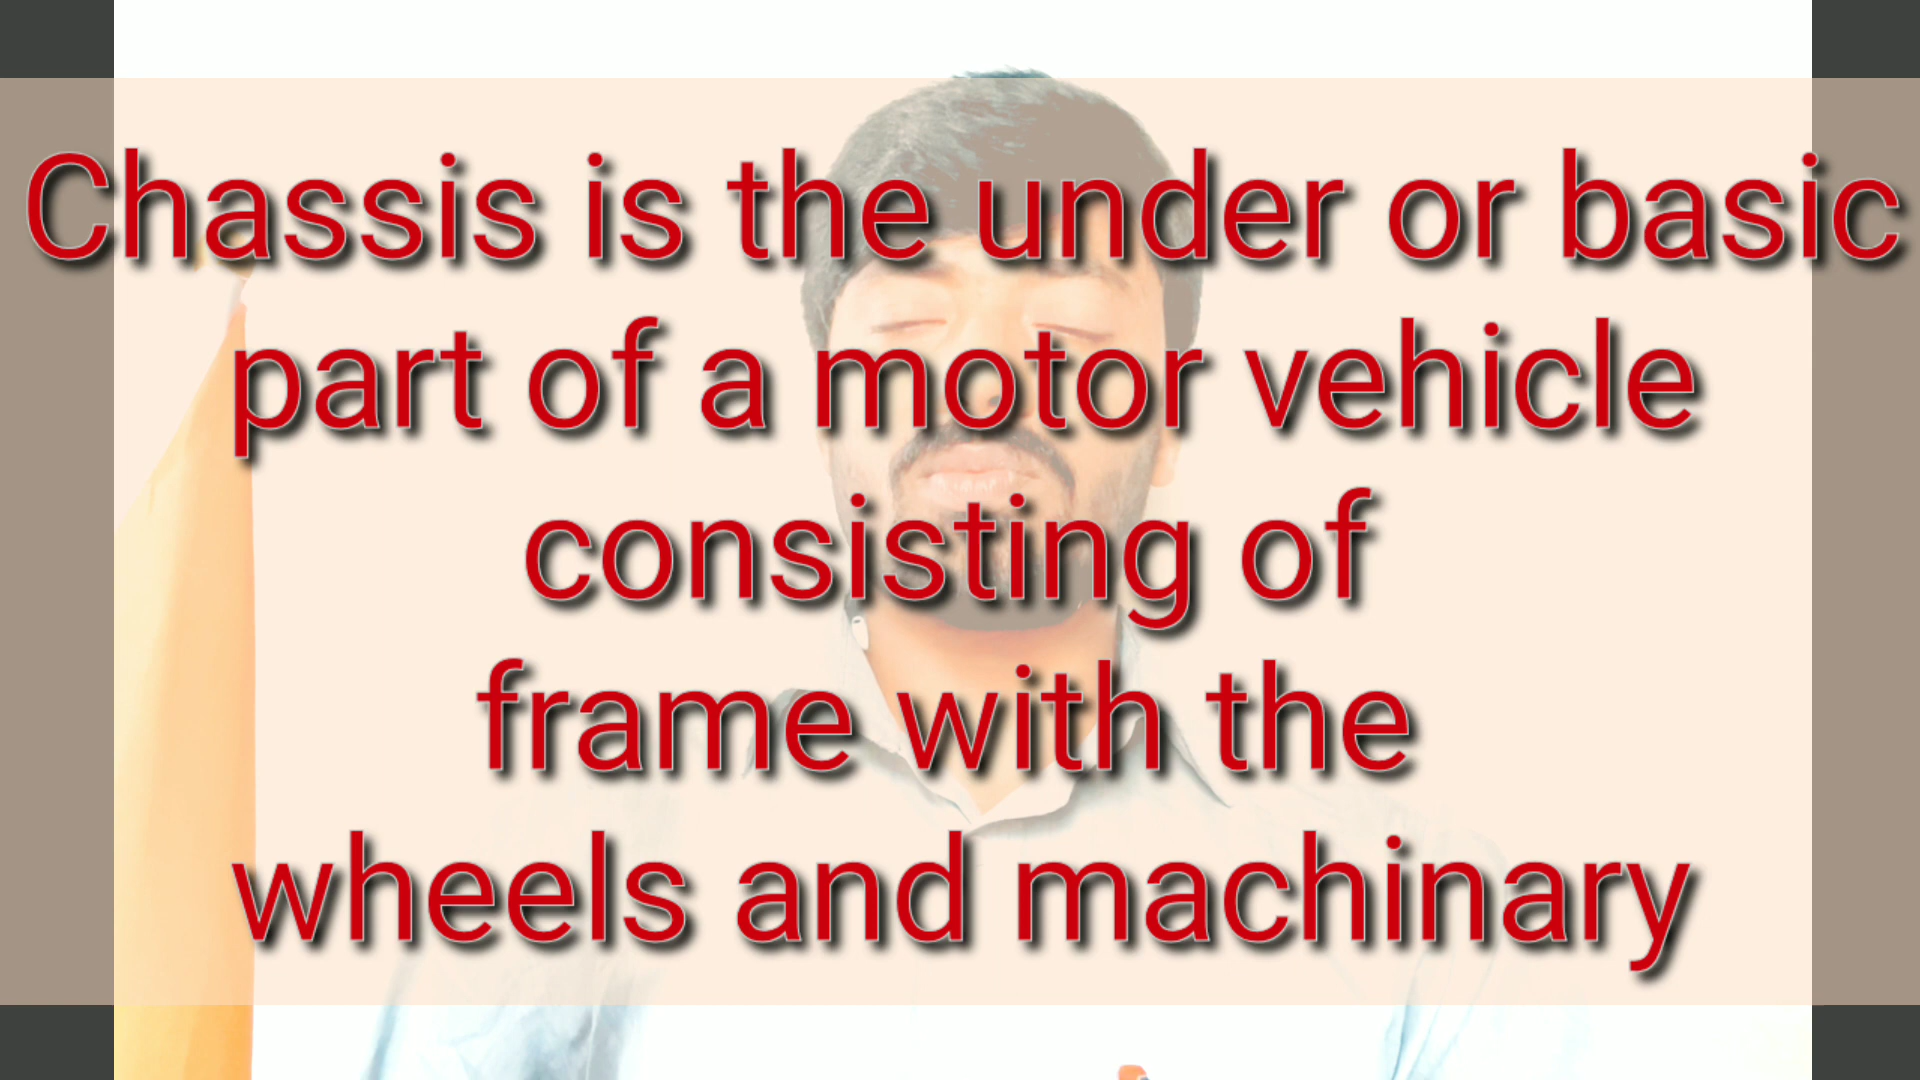 Chassis is the under or basic
part of a motor vehicle
consisting of
frame with the
wheels and machinary